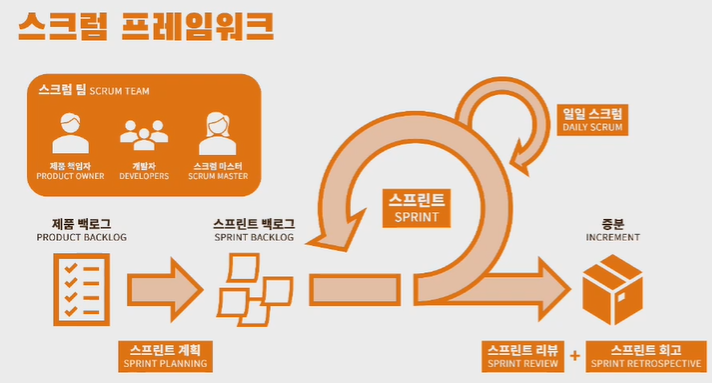 스크럼 프레임워크
스크럼 팀 SCRUM TEAM
제품 책임자
PRODUCT OWNER
개발자
DEVELOPERS
스크럼 마스터
SCRUM MASTER
일일 스크럼
DAILY SCRUM
스프린트
SPRINT
제품 백로그
PRODUCT BACKLOG
스프린트 백로그
SPRINT BACKLOG
증분
INCREMENT
스프린트 계획
SPRINT PLANNING
스프린트 리뷰
SPRINT REVIEW
+
스프린트 회고
SPRINT RETROSPECTIVE